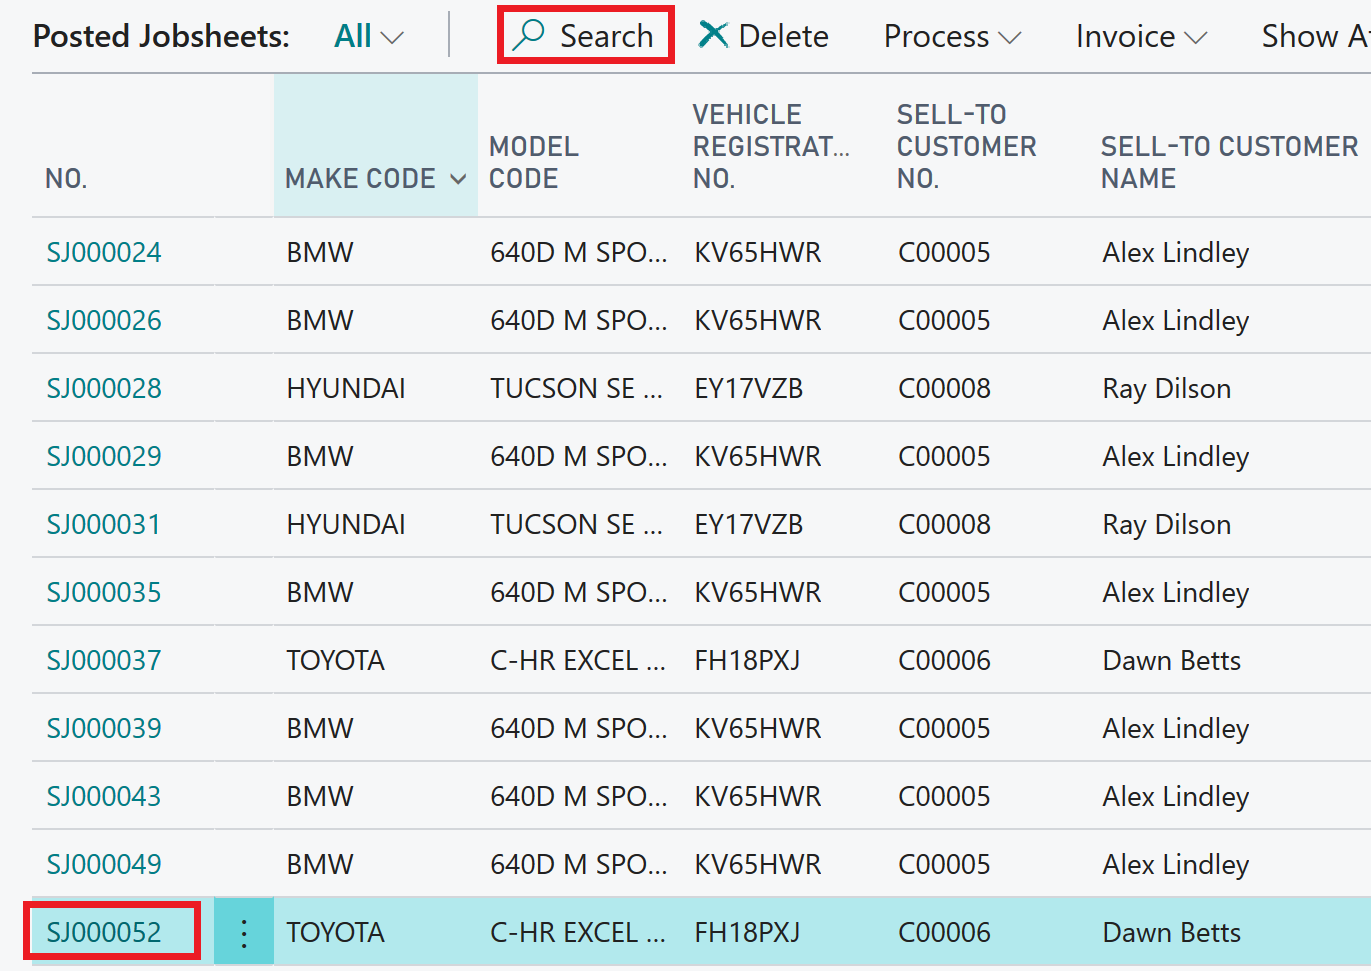 Posted Jobsheets: All Search Delete Process Invoice Show
NO. MAKE CODE MODEL CODE VEHICLE REGISTRAT... NO. SELL-TO CUSTOMER NO. SELL-TO CUSTOMER NAME
SJ000024 BMW 640D M SPO... KV65HWR C00005 Alex Lindley
SJ000026 BMW 640D M SPO... KV65HWR C00005 Alex Lindley
SJ000028 HYUNDAI TUCSON SE ... EY17VZB C00008 Ray Dilson
SJ000029 BMW 640D M SPO... KV65HWR C00005 Alex Lindley
SJ000031 HYUNDAI TUCSON SE ... EY17VZB C00008 Ray Dilson
SJ000035 BMW 640D M SPO... KV65HWR C00005 Alex Lindley
SJ000037 TOYOTA C-HR EXCEL ... FH18PXJ C00006 Dawn Betts
SJ000039 BMW 640D M SPO... KV65HWR C00005 Alex Lindley
SJ000043 BMW 640D M SPO... KV65HWR C00005 Alex Lindley
SJ000049 BMW 640D M SPO... KV65HWR C00005 Alex Lindley
SJ000052 TOYOTA C-HR EXCEL ... FH18PXJ C00006 Dawn Betts